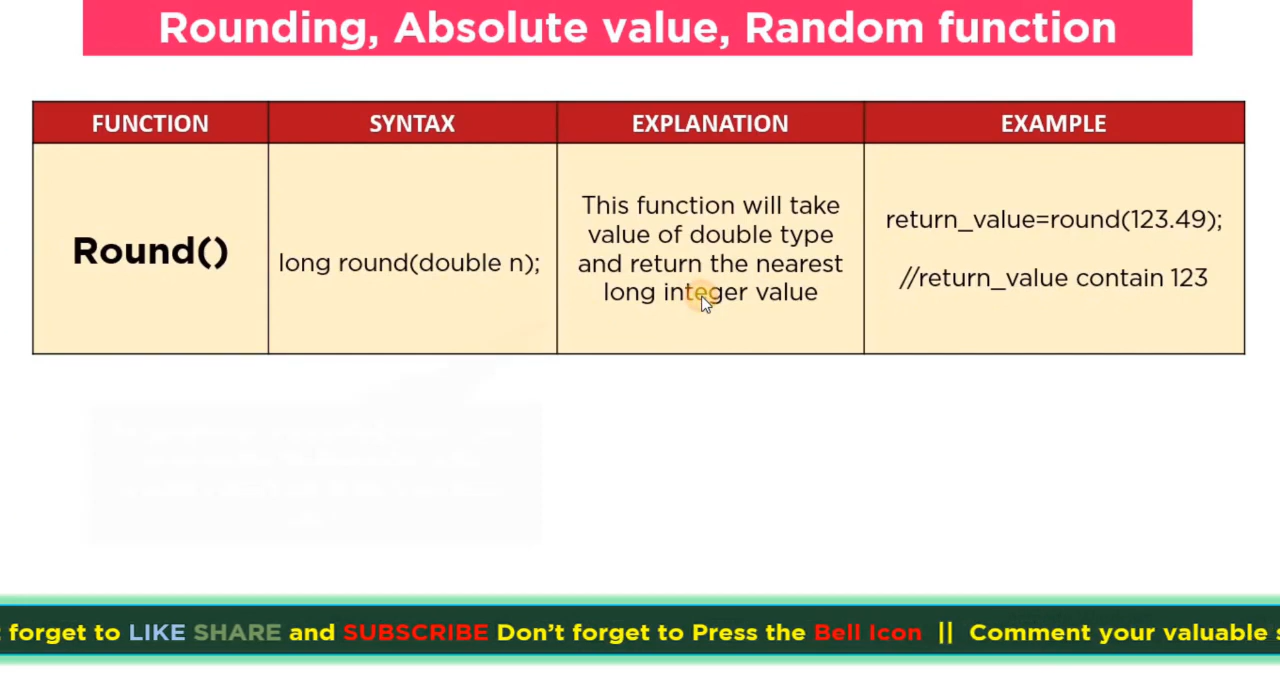 Rounding, Absolute value, Random function
FUNCTION
SYNTAX
EXPLANATION
EXAMPLE
Round()
long round(double n);
This function will take
value of double type
and return the nearest
long integer value
return_value=round(123.49);
//return_value contain 123
forget to LIKE SHARE and SUBSCRIBE Don't forget to Press the Bell Icon || Comment your valuable